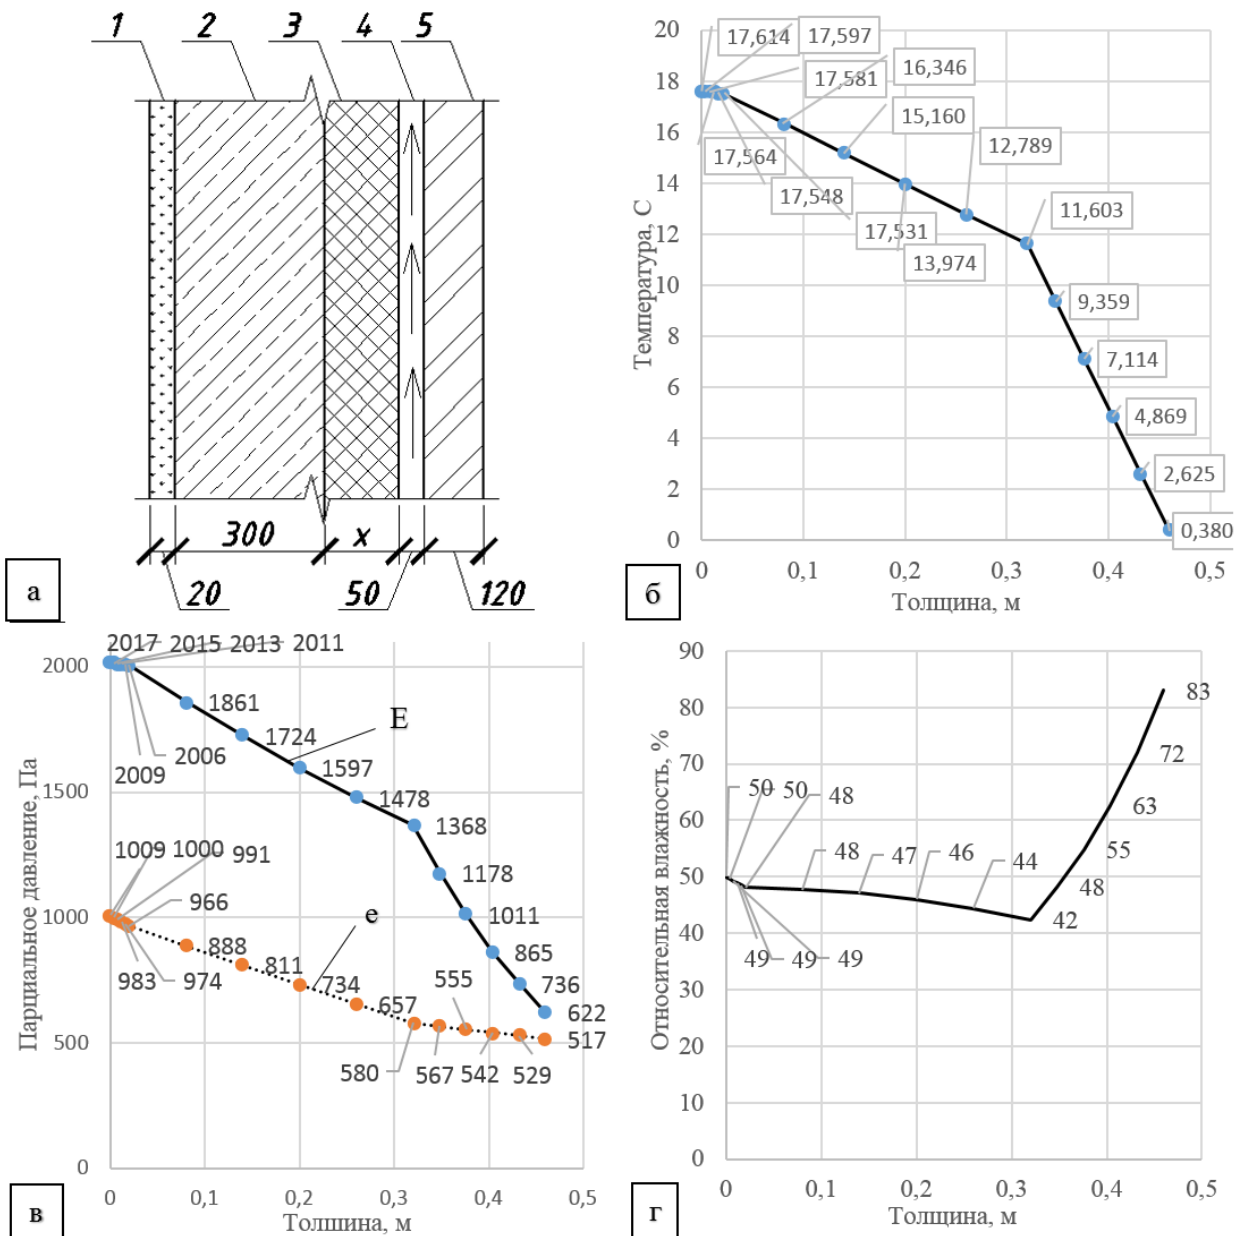 1 2 3 4 5
300 x
20 50 120
а
20
18
16
14
12
10
8
6
4
2
0
17,614 17,597
17,581 16,346
15,160
12,789
17,564
17,548
17,531
13,974
11,603
9,359
7,114
4,869
2,625
0,380
Температура, С
0 0,1 0,2 0,3 0,4 0,5
Толщина, м
б
2017 2015 2013 2011
2000
1861
E
1724
2006
2009
1597
1500
1478
1368
1178
1009 1000 991
1000
1011
966
e
888
865
811
983 974
734
555
736
657
622
500
517
580 567 542 529
0
Парциальное давление, Па
0 0,1 0,2 0,3 0,4 0,5
Толшина, м
в
90
80
70
60
50
40
30
20
10
0
83
72
63
55
48
42
50 50 48
48 47 46 44
49 49 49
Относительная влажность, %
0 0,1 0,2 0,3 0,4 0,5
Толщина, м
г